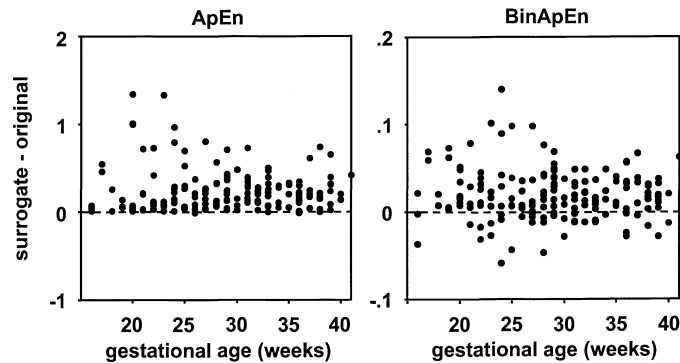 ApEn
BinApEn
2
1
0
-1
surrogate - original
.2
.1
0
-.1
20 25 30 35 40
20 25 30 35 40
gestational age (weeks)
gestational age (weeks)